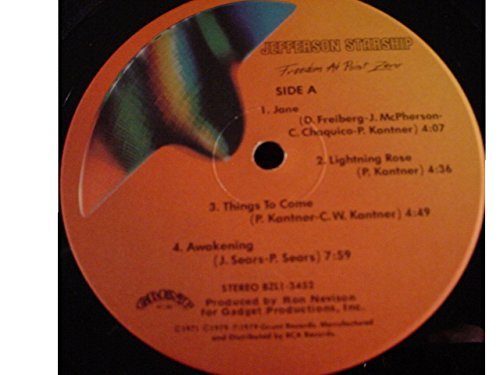 JEFFERSON STARSHIP
Freedom At Point Zero
SIDE A
1. Jane
(D. Freiberg-J. McPherson-
C. Chaquico-P. Kantner) 4:07
2. Lightning Rose
(P. Kantner) 4:36
3. Things To Come
(P. Kantner-C.W. Kantner) 4:49
4. Awakening
(J. Sears-P. Sears) 7:59
STEREO BZL1-3452
GRUNT
Produced by Ron Nevison
for Gadget Productions, Inc.
1979 Grunt Records. Manufactured
and Distributed by RCA Records.